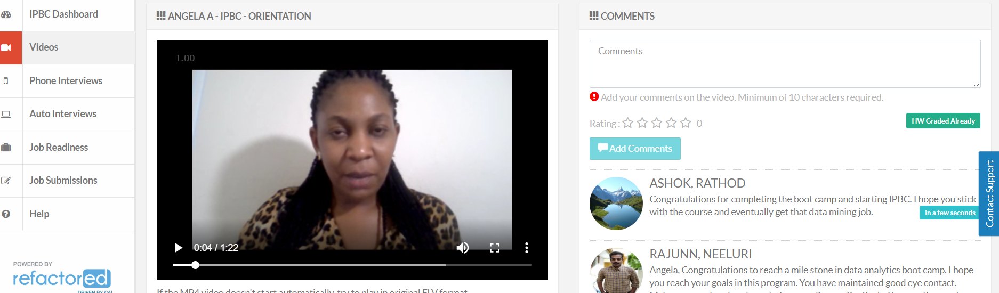 IPBC Dashboard
Videos
Phone Interviews
Auto Interviews
Job Readiness
Job Submissions
Help
POWERED BY
refactored
DRIVEN BY CAL
ANGELA A - IPBC - ORIENTATION
1.00
0:04 / 1:22
If the MP4 video doesn't start automatically, try to play in original FLV format
COMMENTS
Comments
Add your comments on the video. Minimum of 10 characters required.
Rating : 0
HW Graded Already
Add Comments
ASHOK, RATHOD
Congratulations for completing the boot camp and starting IPBC. I hope you stick
with the course and eventually get that data mining job.
in a few seconds
RAJUNN, NEELURI
Angela, Congratulations to reach a mile stone in data analytics boot camp. I hope
you reach your goals in this program. You have maintained good eye contact.
Contact Support